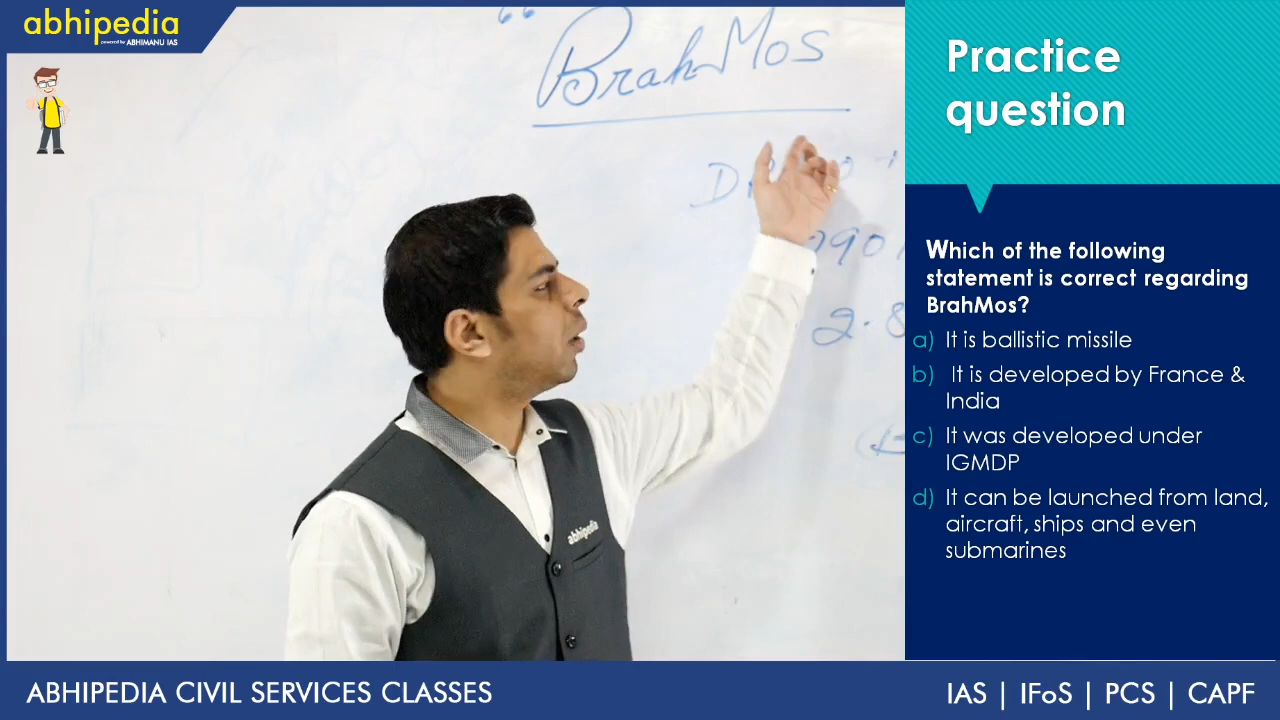 abhipedia
powered by ABHIMANU IAS
“BrahMos
2.8
abhipedia
Practice
question
Which of the following
statement is correct regarding
BrahMos?
a) It is ballistic missile
b) It is developed by France &
India
c) It was developed under
IGMDP
d) It can be launched from land,
aircraft, ships and even
submarines
ABHIPEDIA CIVIL SERVICES CLASSES
IAS | IFoS | PCS | CAPF